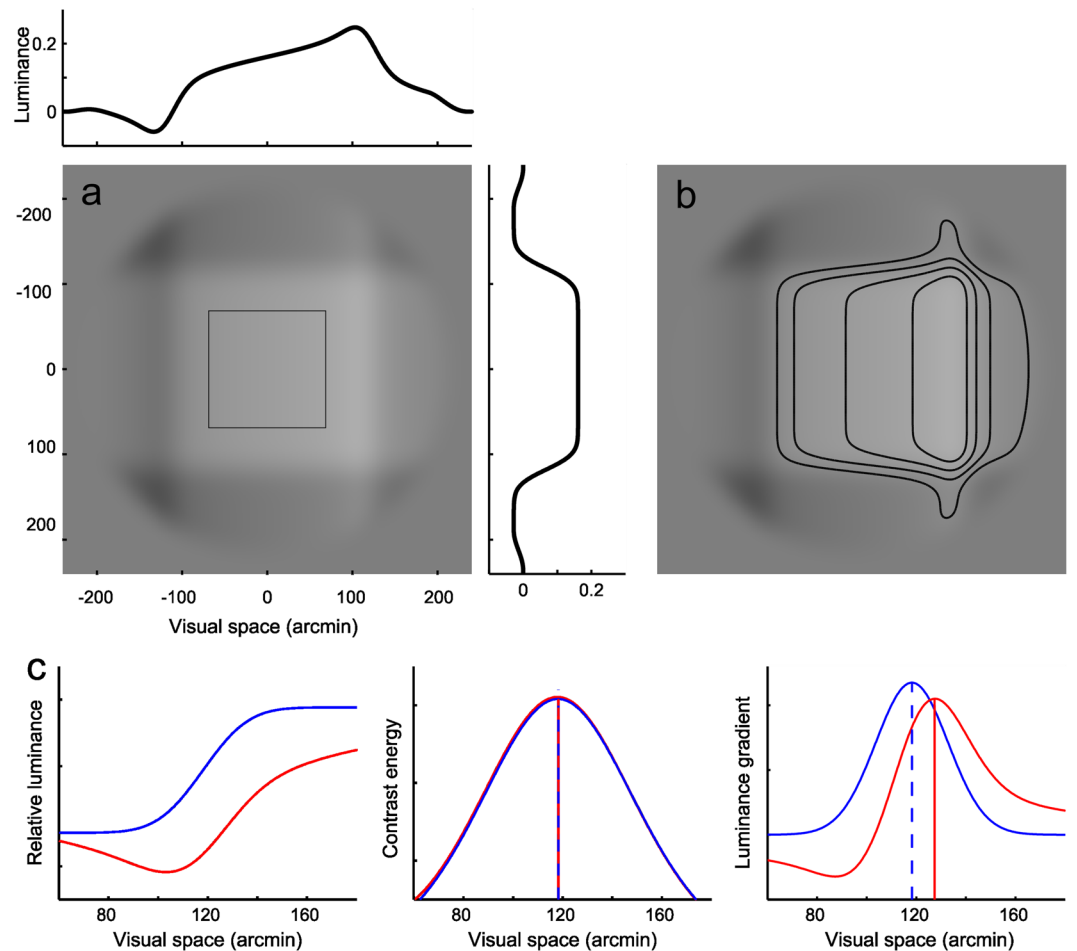 Luminance
0.2
0
a
-200
-100
0
100
200
-200 -100 0 100 200
Visual space (arcmin)
0 0.2
b
c
Relative luminance
80 120 160
Visual space (arcmin)
Contrast energy
80 120 160
Visual space (arcmin)
Luminance gradient
80 120 160
Visual space (arcmin)